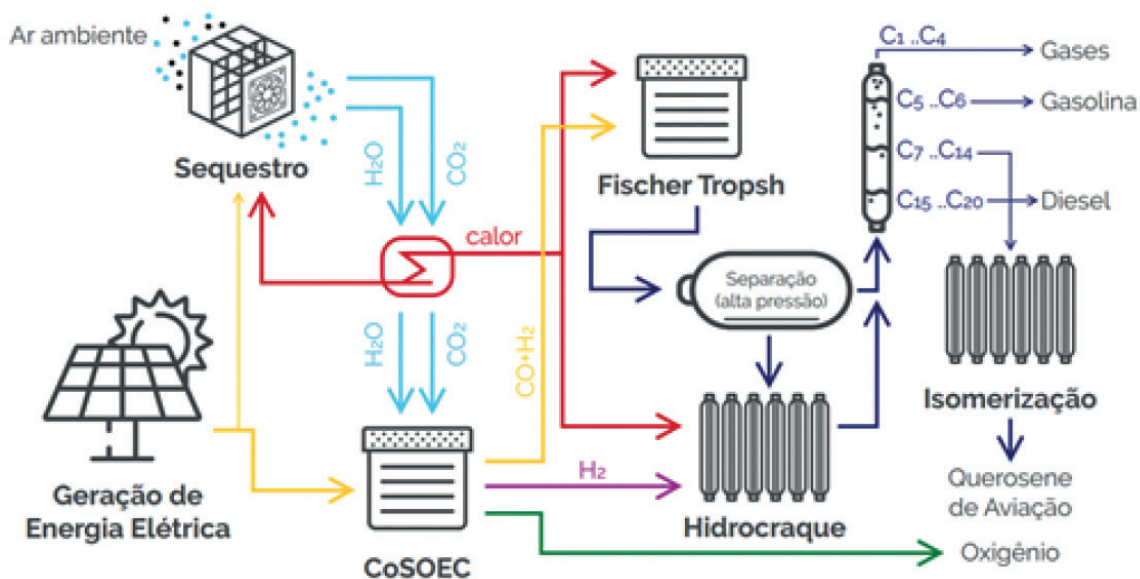 Ar ambiente
Sequestro
H₂O
CO₂
calor
H₂O
CO₂
Geração de
Energia Elétrica
CoSOEC
CO+H₂
H₂
Fischer Tropsh
Separação
(alta pressão)
Hidrocraque
C₁ ..C₄
Gases
C₅ ..C₆
Gasolina
C₇ ..C₁₄
C₁₅ ..C₂₀
Diesel
Isomerização
Querosene
de Aviação
Oxigênio